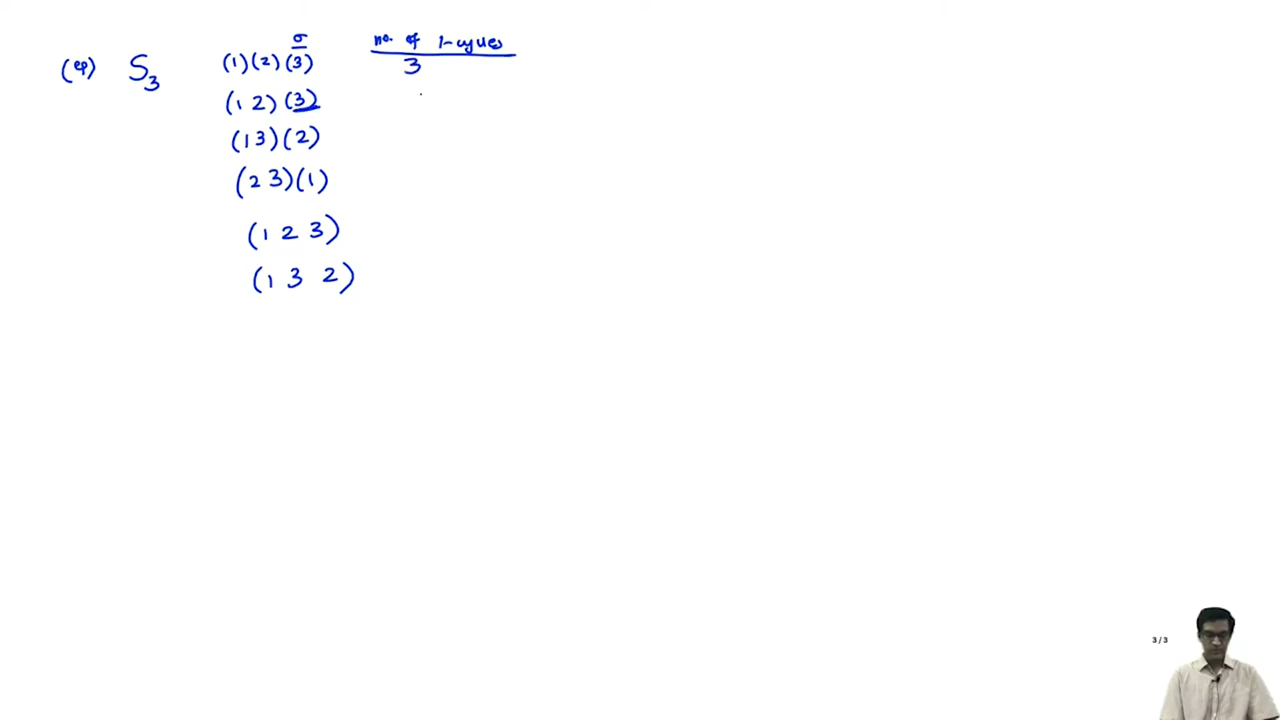 σ no. of 1-cycles
(eg) S₃ (1)(2)(3) 3
(1 2)(3)
(1 3)(2)
(2 3)(1)
(1 2 3)
(1 3 2)
3 / 3